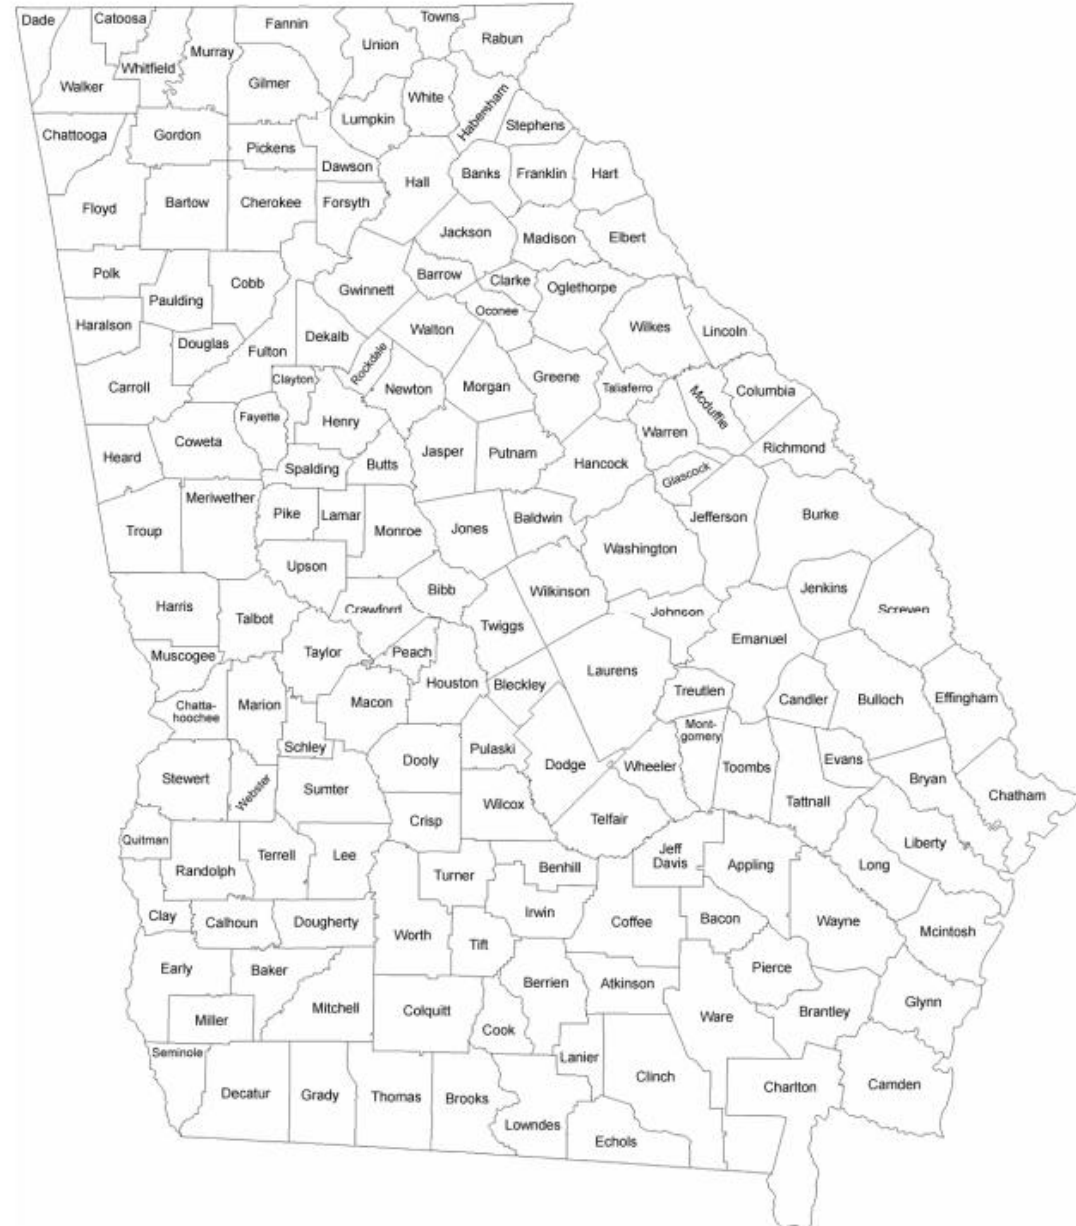 Dade
Catoosa
Fannin
Towns
Union
Rabun
Murray
Whitfield
Walker
Gilmer
White
Habersham
Lumpkin
Stephens
Chattooga
Gordon
Pickens
Dawson
Hall
Banks
Franklin
Hart
Floyd
Bartow
Cherokee
Forsyth
Jackson
Madison
Elbert
Polk
Paulding
Cobb
Gwinnett
Barrow
Clarke
Oglethorpe
Oconee
Haralson
Douglas
Fulton
Dekalb
Rockdale
Walton
Wilkes
Lincoln
Carroll
Clayton
Newton
Morgan
Greene
Taliaferro
Mcduffie
Columbia
Fayette
Henry
Warren
Richmond
Heard
Coweta
Spalding
Butts
Jasper
Putnam
Hancock
Glascock
Meriwether
Troup
Pike
Lamar
Monroe
Jones
Baldwin
Jefferson
Burke
Washington
Upson
Bibb
Wilkinson
Jenkins
Harris
Talbot
Crawford
Twiggs
Johnson
Screven
Emanuel
Muscogee
Taylor
Peach
Houston
Bleckley
Laurens
Treutlen
Candler
Bulloch
Effingham
Chatta-
hoochee
Marion
Macon
Mont-
gomery
Schley
Dooly
Pulaski
Dodge
Wheeler
Toombs
Evans
Bryan
Stewert
Webster
Sumter
Wilcox
Tattnall
Chatham
Crisp
Telfair
Quitman
Randolph
Terrell
Lee
Turner
Benhill
Jeff
Davis
Appling
Long
Liberty
Clay
Calhoun
Dougherty
Worth
Tift
Irwin
Coffee
Bacon
Wayne
Mcintosh
Early
Baker
Mitchell
Berrien
Atkinson
Pierce
Miller
Colquitt
Cook
Ware
Brantley
Glynn
Seminole
Decatur
Grady
Thomas
Brooks
Lanier
Clinch
Charlton
Camden
Lowndes
Echols